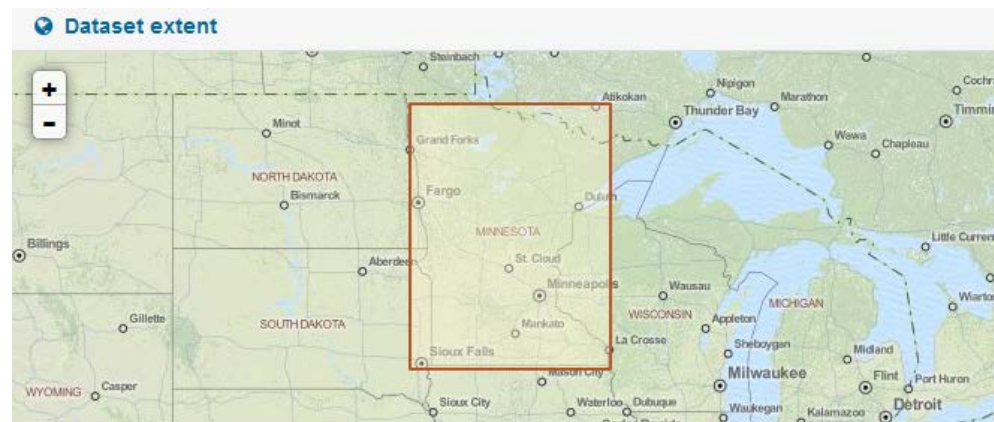 Dataset extent
+
-
Steinbach
Nipigon
Cochr
Atikokan
Marathon
Thunder Bay
Timmin
Minot
Grand Forks
Wawa
Chapleau
NORTH DAKOTA
Bismarck
Fargo
Duluth
MINNESOTA
Billings
Little Curren
Aberdeen
St. Cloud
Minneapolis
Wausau
Wiarto
MICHIGAN
WISCONSIN
Appleton
Gillette
SOUTH DAKOTA
Mankato
La Crosse
Sheboygan
Midland
Sioux Falls
Milwaukee
Flint
Port Huron
Mason City
WYOMING
Casper
Sioux City
Waterloo
Dubuque
Waukegan
Kalamazoo
Detroit